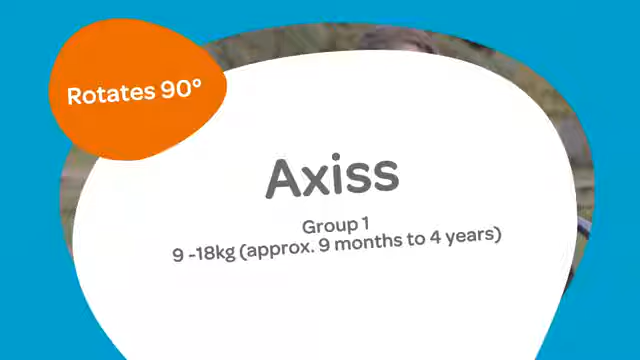 Rotates 90°
Axiss
Group 1
9 -18kg (approx. 9 months to 4 years)